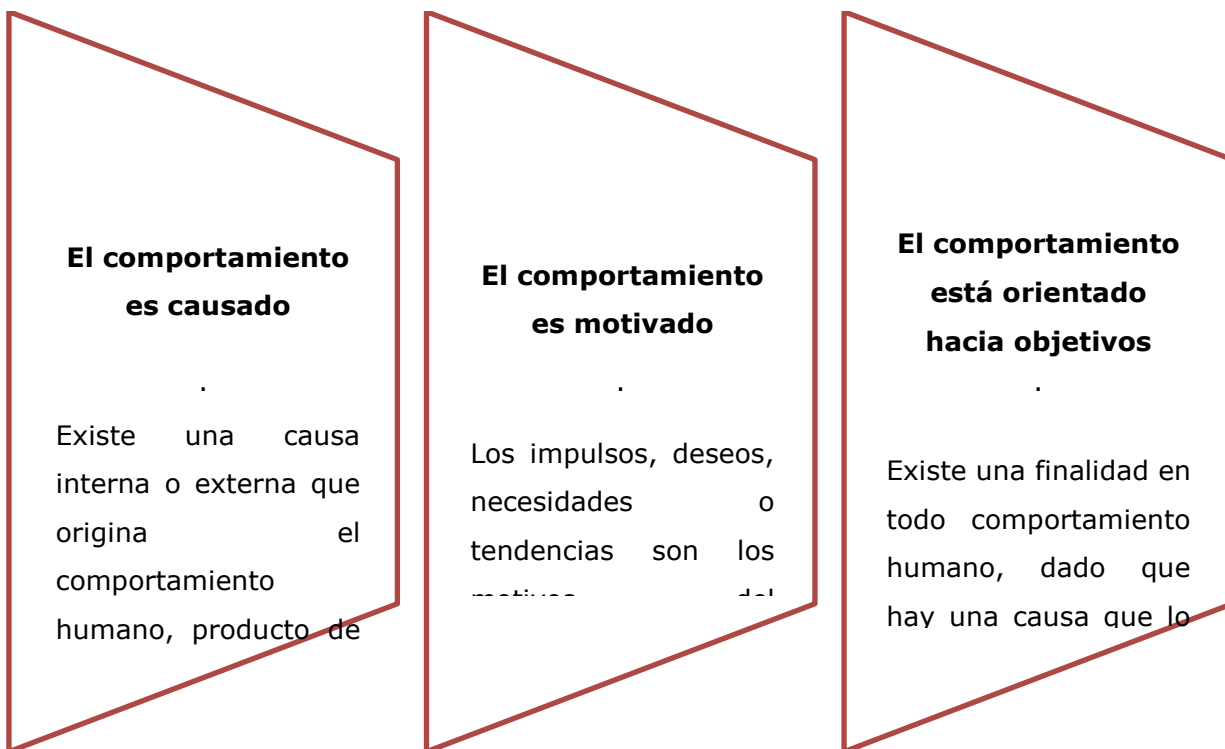 El comportamiento
es causado
.
Existe una causa
interna o externa que
origina el
comportamiento
humano, producto de
El comportamiento
es motivado
.
Los impulsos, deseos,
necesidades o
tendencias son los
motivos del
El comportamiento
está orientado
hacia objetivos
.
Existe una finalidad en
todo comportamiento
humano, dado que
hay una causa que lo